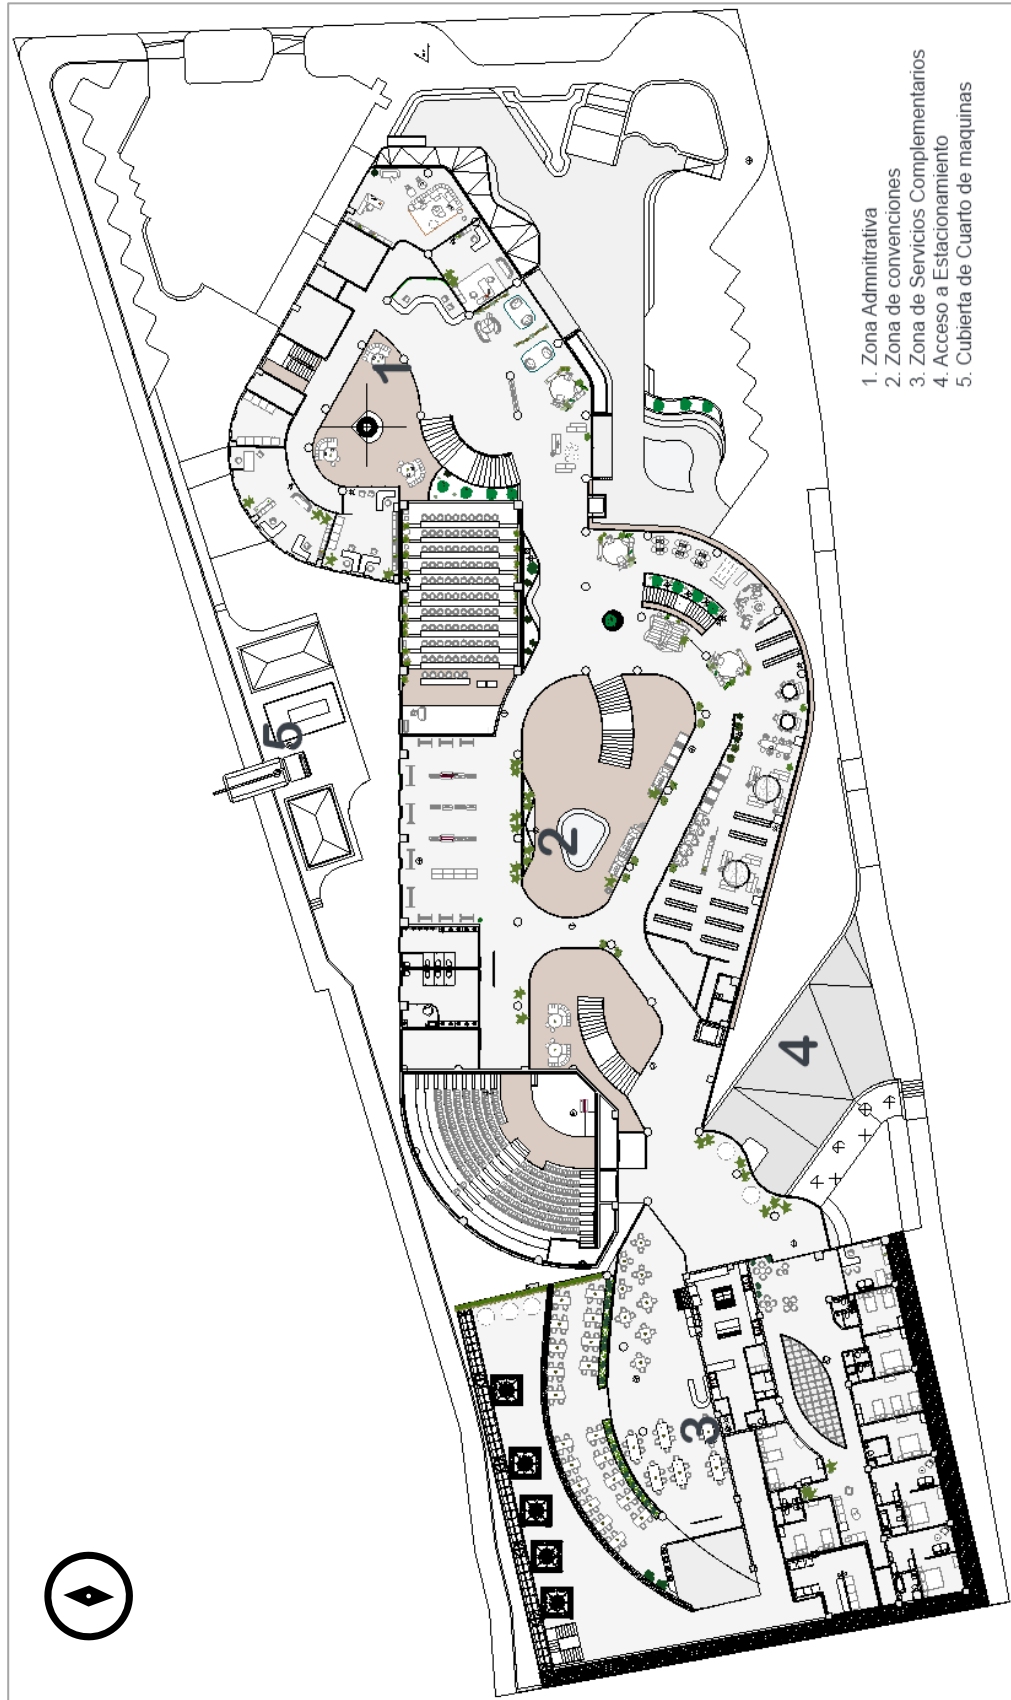 1. Zona Admnitrativa
2. Zona de convenciones
3. Zona de Servicios Complementarios
4. Acceso a Estacionamiento
5. Cubierta de Cuarto de maquinas
1
2
3
4
5